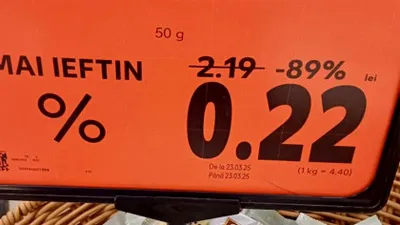 50 g
MAI IEFTIN
2.19 -89% lei
%
0.22
De la 23.03.25
Până 23.03.25
(1 kg = 4.40)